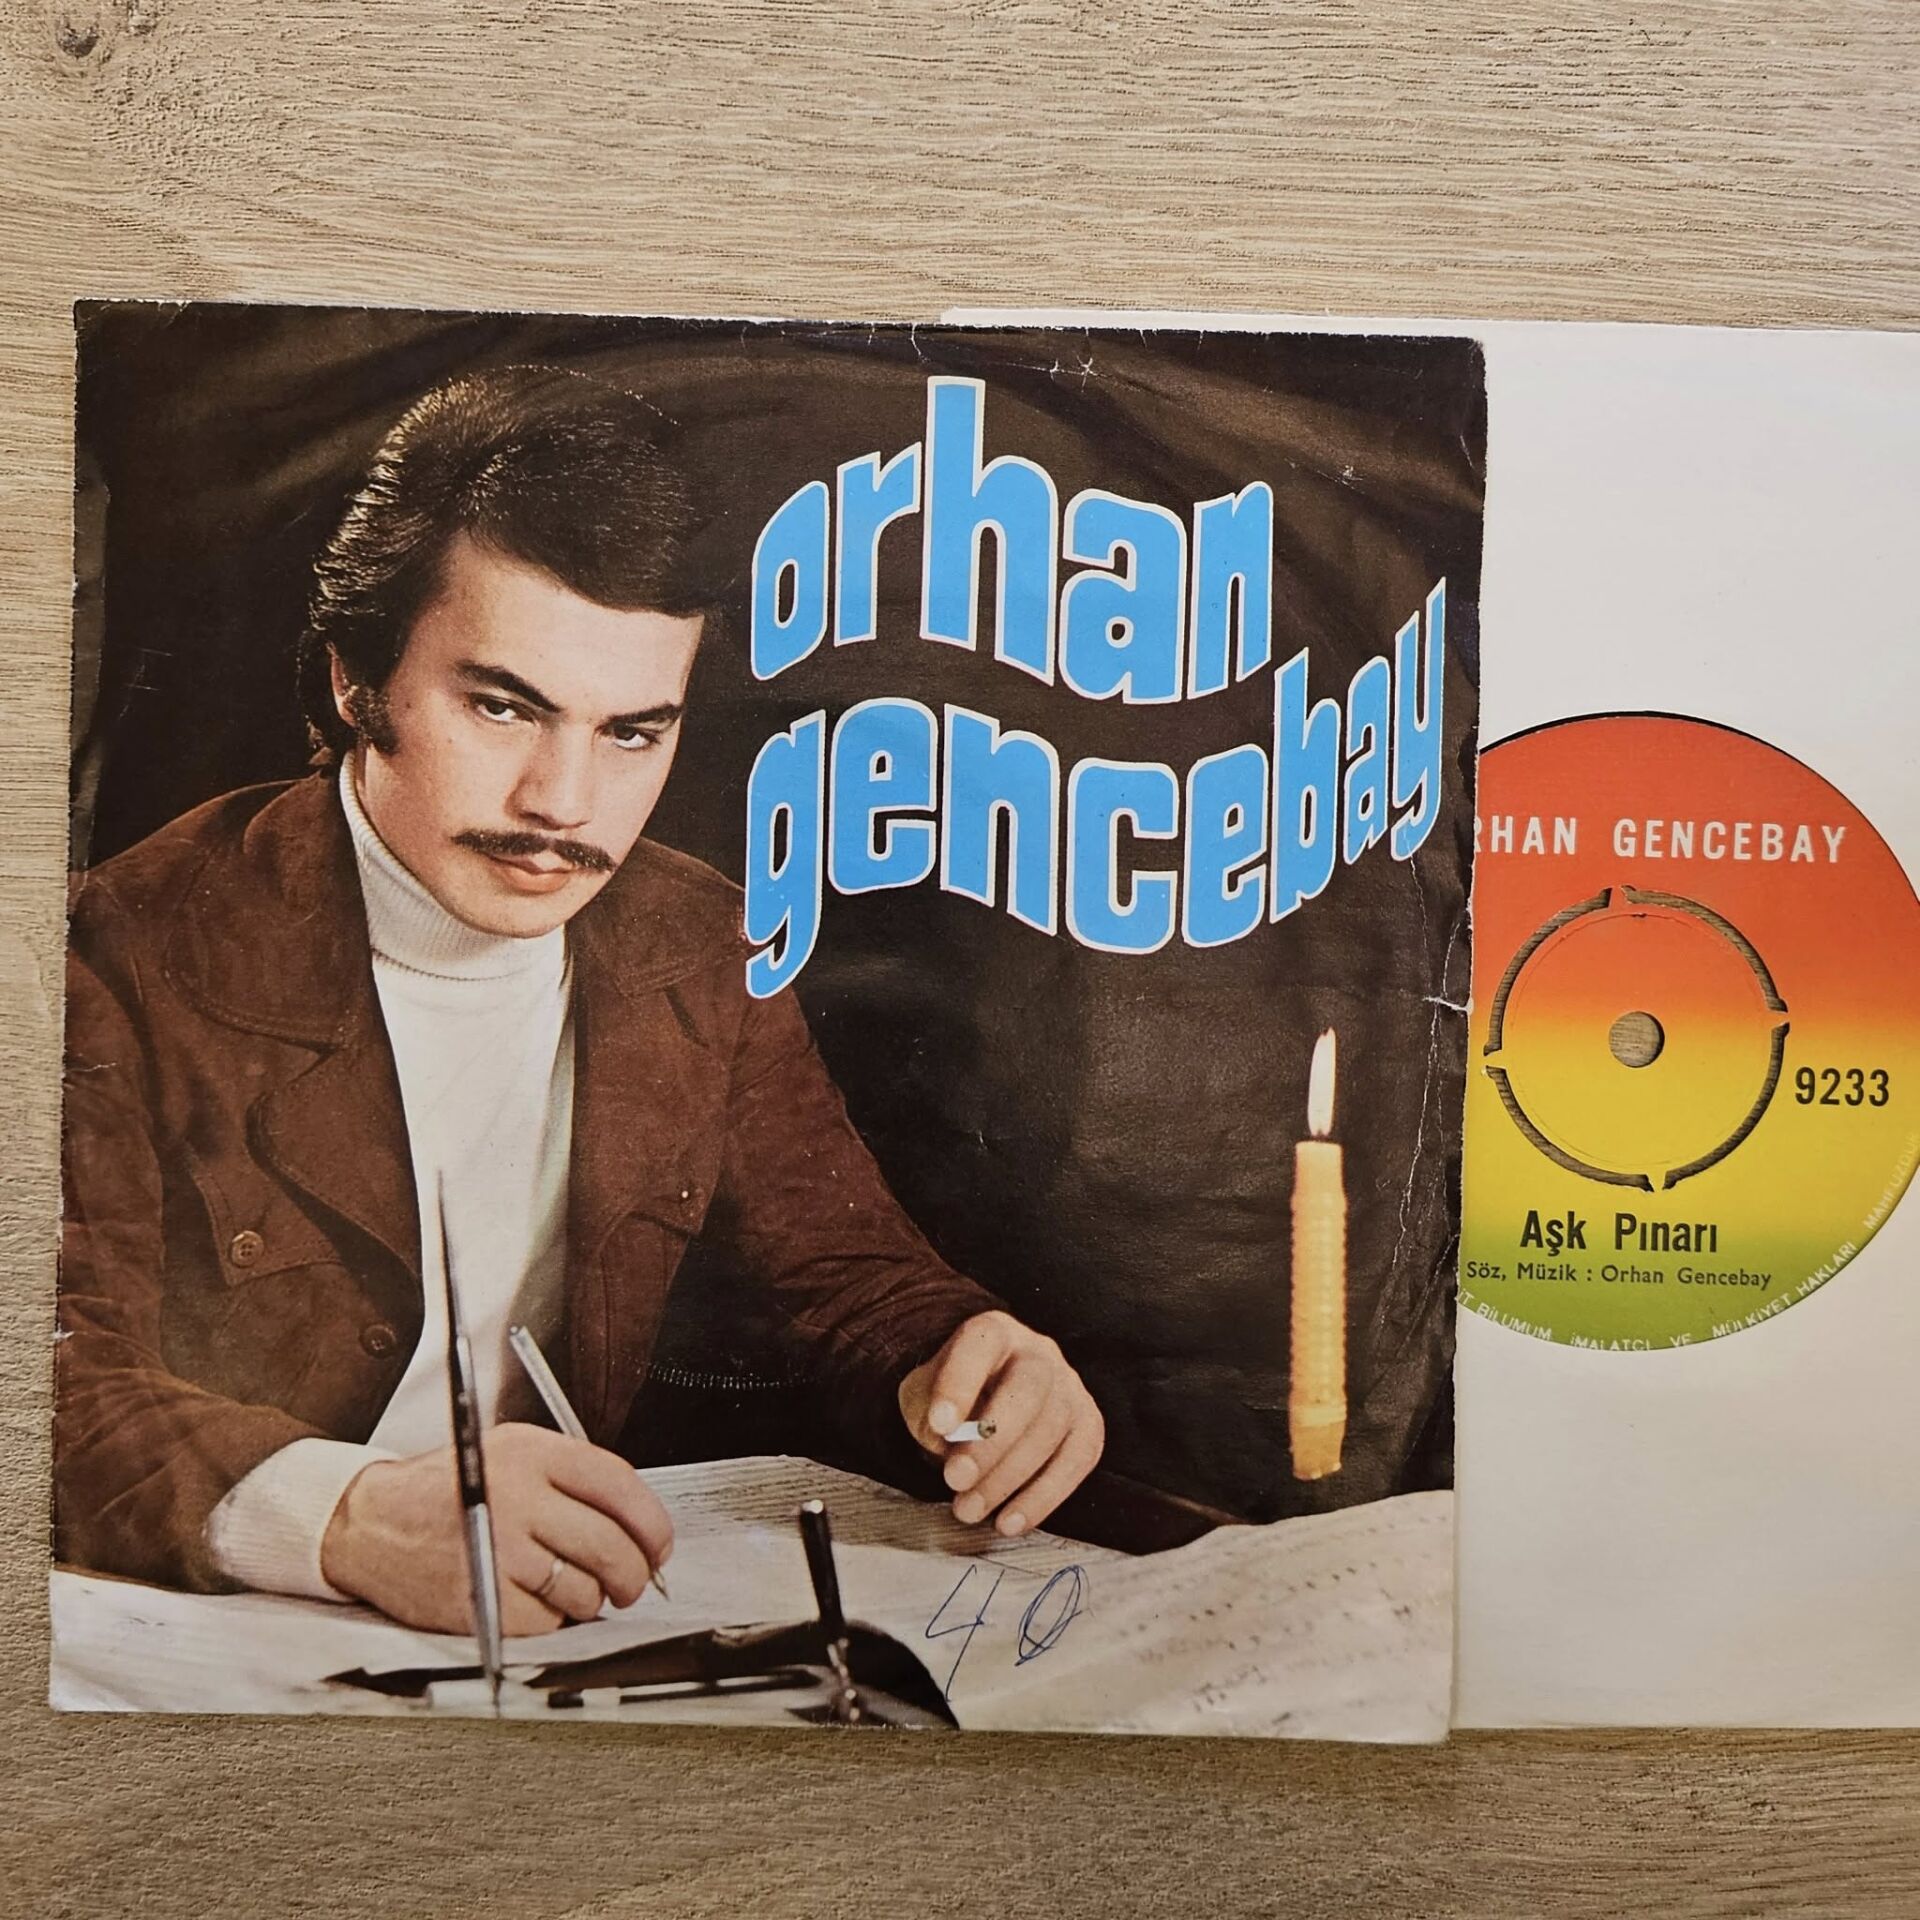 orhan
gencebay
40
RHAN GENCEBAY
9233
Aşk Pınarı
Söz, Müzik : Orhan Gencebay
BİLUMUM İMALATÇI VE MÜLKİYET HAKLARI MAHFUZDUR